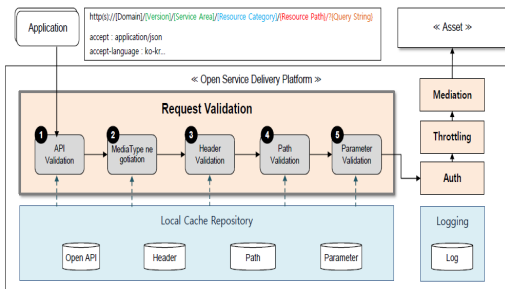 Application
http(s)://[Domain]/[Version]/[Service Area]/[Resource Category]/[Resource Path]/?{Query String}
accept : application/json
accept-language : ko-kr...
≪ Asset ≫
≪ Open Service Delivery Platform ≫
Request Validation
1
API
Validation
2
MediaType ne
gotiation
3
Header
Validation
4
Path
Validation
5
Parameter
Validation
Mediation
Throttling
Auth
Local Cache Repository
Open API
Header
Path
Parameter
Logging
Log